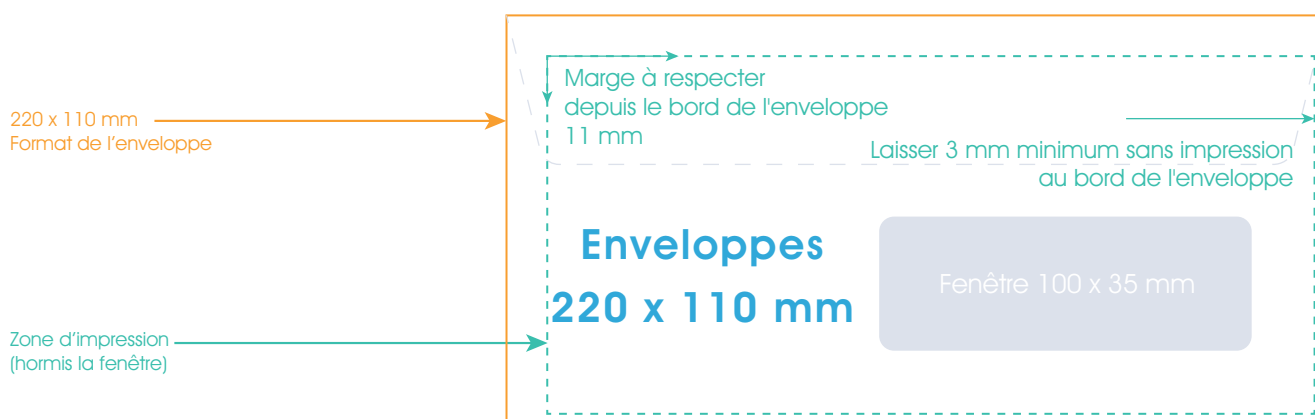 220 x 110 mm
Format de l’enveloppe
Marge à respecter
depuis le bord de l'enveloppe
11 mm
Laisser 3 mm minimum sans impression
au bord de l'enveloppe
Enveloppes
220 x 110 mm
Fenêtre 100 x 35 mm
Zone d’impression
(hormis la fenêtre)